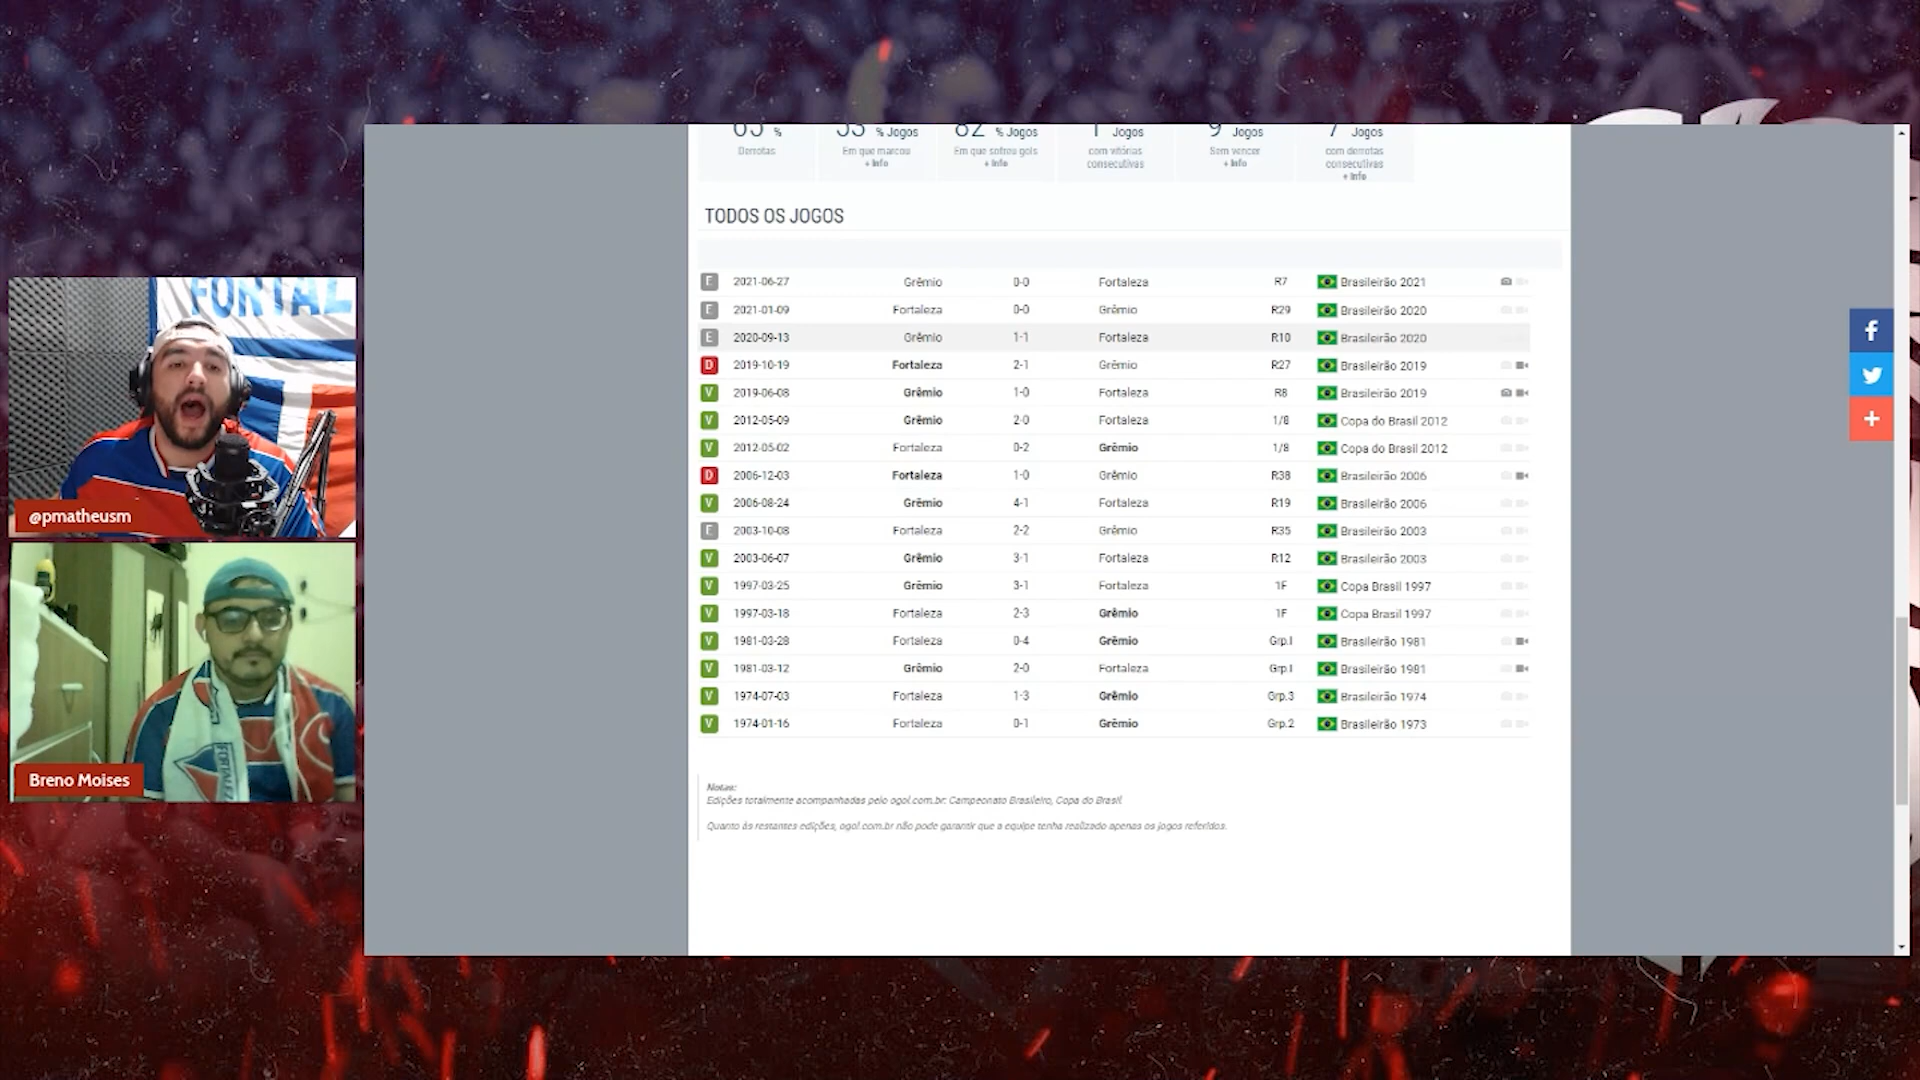 % Derrotas
53 % Jogos Em que marcou + Info
82 % Jogos Em que sofreu gols + Info
1 Jogos com vitórias consecutivas
9 Jogos Sem vencer + Info
7 Jogos com derrotas consecutivas + Info
TODOS OS JOGOS
E 2021-06-27 Grêmio 0-0 Fortaleza R7 Brasileirão 2021
E 2021-01-09 Fortaleza 0-0 Grêmio R29 Brasileirão 2020
E 2020-09-13 Grêmio 1-1 Fortaleza R10 Brasileirão 2020
D 2019-10-19 Fortaleza 2-1 Grêmio R27 Brasileirão 2019
V 2019-06-08 Grêmio 1-0 Fortaleza R8 Brasileirão 2019
V 2012-05-09 Grêmio 2-0 Fortaleza 1/8 Copa do Brasil 2012
V 2012-05-02 Fortaleza 0-2 Grêmio 1/8 Copa do Brasil 2012
D 2006-12-03 Fortaleza 1-0 Grêmio R38 Brasileirão 2006
V 2006-08-24 Grêmio 4-1 Fortaleza R19 Brasileirão 2006
E 2003-10-08 Fortaleza 2-2 Grêmio R35 Brasileirão 2003
V 2003-06-07 Grêmio 3-1 Fortaleza R12 Brasileirão 2003
V 1997-03-25 Grêmio 3-1 Fortaleza 1F Copa Brasil 1997
V 1997-03-18 Fortaleza 2-3 Grêmio 1F Copa Brasil 1997
V 1981-03-28 Fortaleza 0-4 Grêmio Grp.I Brasileirão 1981
V 1981-03-12 Grêmio 2-0 Fortaleza Grp.I Brasileirão 1981
V 1974-07-03 Fortaleza 1-3 Grêmio Grp.3 Brasileirão 1974
V 1974-01-16 Fortaleza 0-1 Grêmio Grp.2 Brasileirão 1973
Notas:
Edições totalmente acompanhadas pelo ogol.com.br: Campeonato Brasileiro, Copa do Brasil
Quanto às restantes edições, ogol.com.br não pode garantir que a equipe tenha realizado apenas os jogos referidos.
@pmatheusm
Breno Moises